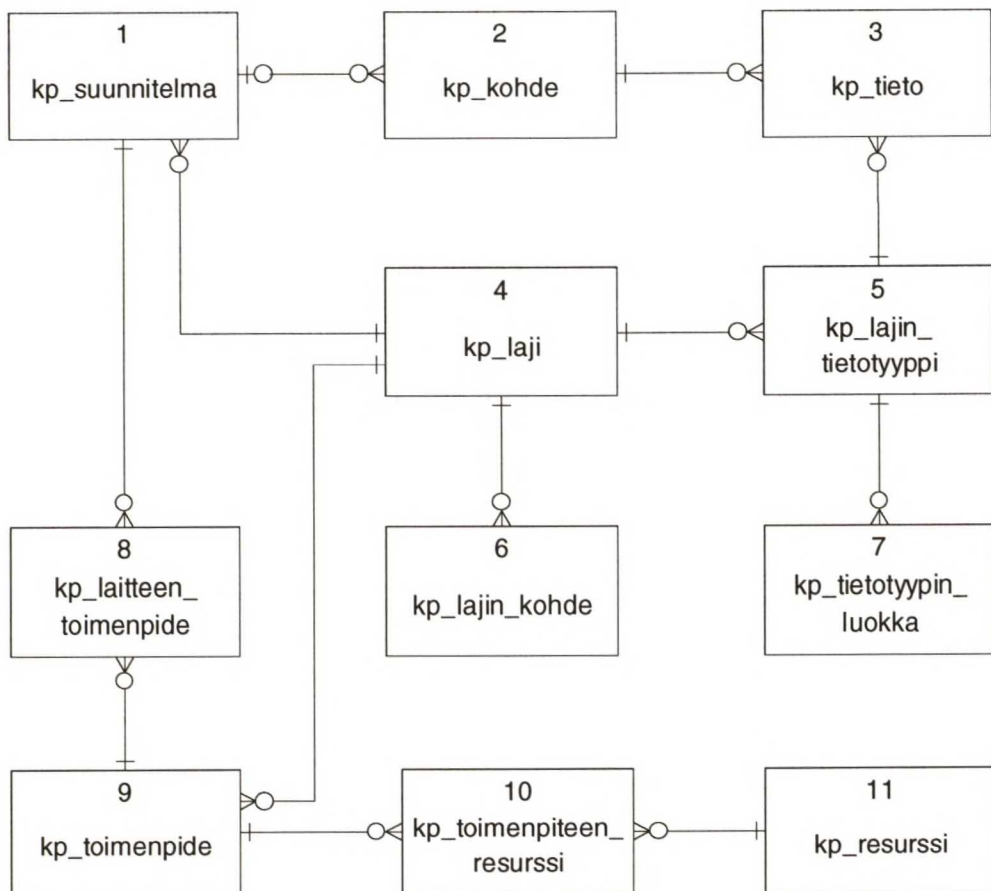 1
kp_suunnitelma
2
kp_kohde
3
kp_tieto
4
kp_laji
5
kp_lajin_
tietotyyppi
6
kp_lajin_kohde
7
kp_tietotyypin_
luokka
8
kp_laitteen_
toimenpide
9
kp_toimenpide
10
kp_toimenpiteen_
resurssi
11
kp_resurssi